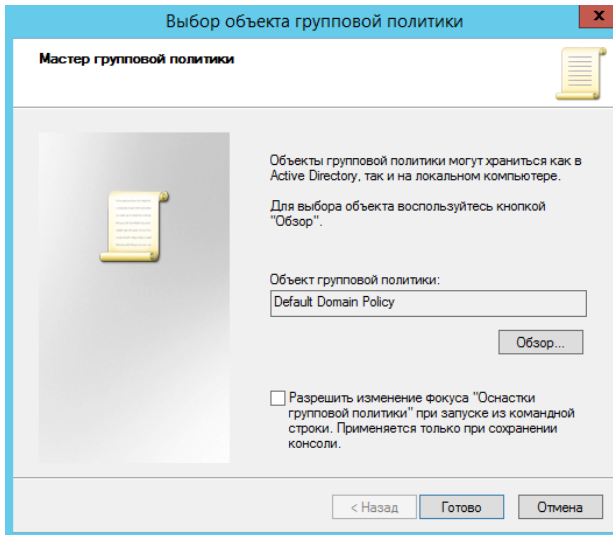 Выбор объекта групповой политики
x
Мастер групповой политики
Объекты групповой политики могут храниться как в
Active Directory, так и на локальном компьютере.
Для выбора объекта воспользуйтесь кнопкой
"Обзор".
Объект групповой политики:
Default Domain Policy
Обзор...
Разрешить изменение фокуса "Оснастки
групповой политики" при запуске из командной
строки. Применяется только при сохранении
консоли.
< Назад
Готово
Отмена